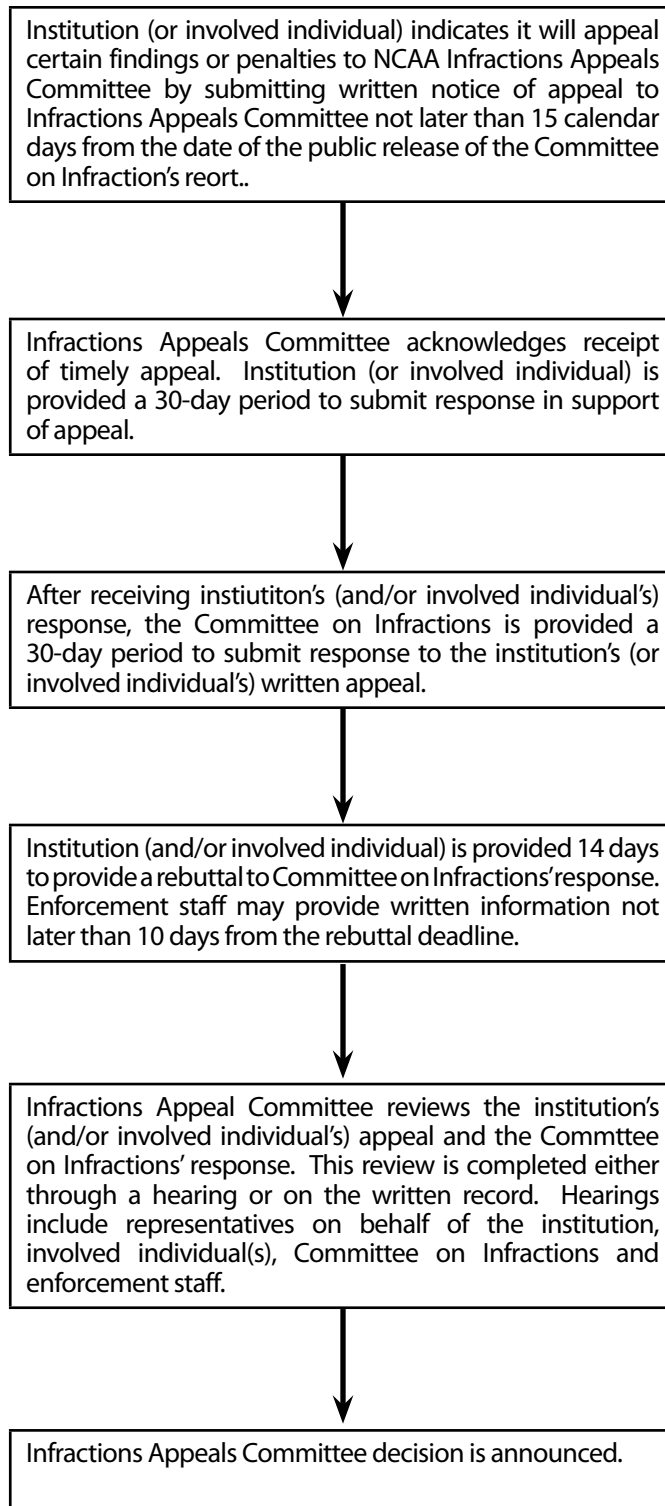 Institution (or involved individual) indicates it will appeal
certain findings or penalties to NCAA Infractions Appeals
Committee by submitting written notice of appeal to
Infractions Appeals Committee not later than 15 calendar
days from the date of the public release of the Committee
on Infraction's reort..
Infractions Appeals Committee acknowledges receipt
of timely appeal. Institution (or involved individual) is
provided a 30-day period to submit response in support
of appeal.
After receiving instiutiton's (and/or involved individual's)
response, the Committee on Infractions is provided a
30-day period to submit response to the institution's (or
involved individual's) written appeal.
Institution (and/or involved individual) is provided 14 days
to provide a rebuttal to Committee on Infractions' response.
Enforcement staff may provide written information not
later than 10 days from the rebuttal deadline.
Infractions Appeal Committee reviews the institution's
(and/or involved individual's) appeal and the Commttee
on Infractions' response. This review is completed either
through a hearing or on the written record. Hearings
include representatives on behalf of the institution,
involved individual(s), Committee on Infractions and
enforcement staff.
Infractions Appeals Committee decision is announced.